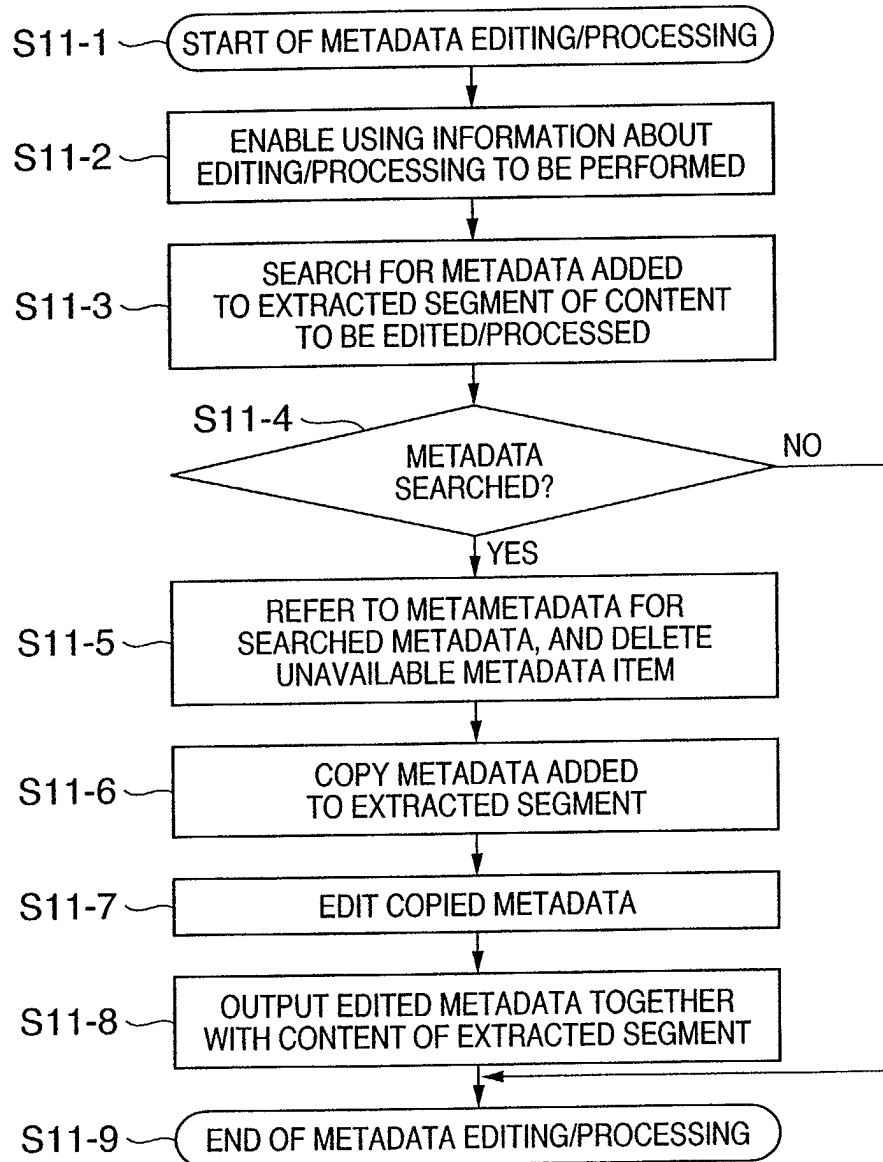 S11-1 START OF METADATA EDITING/PROCESSING
S11-2 ENABLE USING INFORMATION ABOUT
EDITING/PROCESSING TO BE PERFORMED
S11-3 SEARCH FOR METADATA ADDED
TO EXTRACTED SEGMENT OF CONTENT
TO BE EDITED/PROCESSED
S11-4
METADATA
SEARCHED?
NO
YES
S11-5 REFER TO METAMETADATA FOR
SEARCHED METADATA, AND DELETE
UNAVAILABLE METADATA ITEM
S11-6 COPY METADATA ADDED
TO EXTRACTED SEGMENT
S11-7 EDIT COPIED METADATA
S11-8 OUTPUT EDITED METADATA TOGETHER
WITH CONTENT OF EXTRACTED SEGMENT
S11-9 END OF METADATA EDITING/PROCESSING